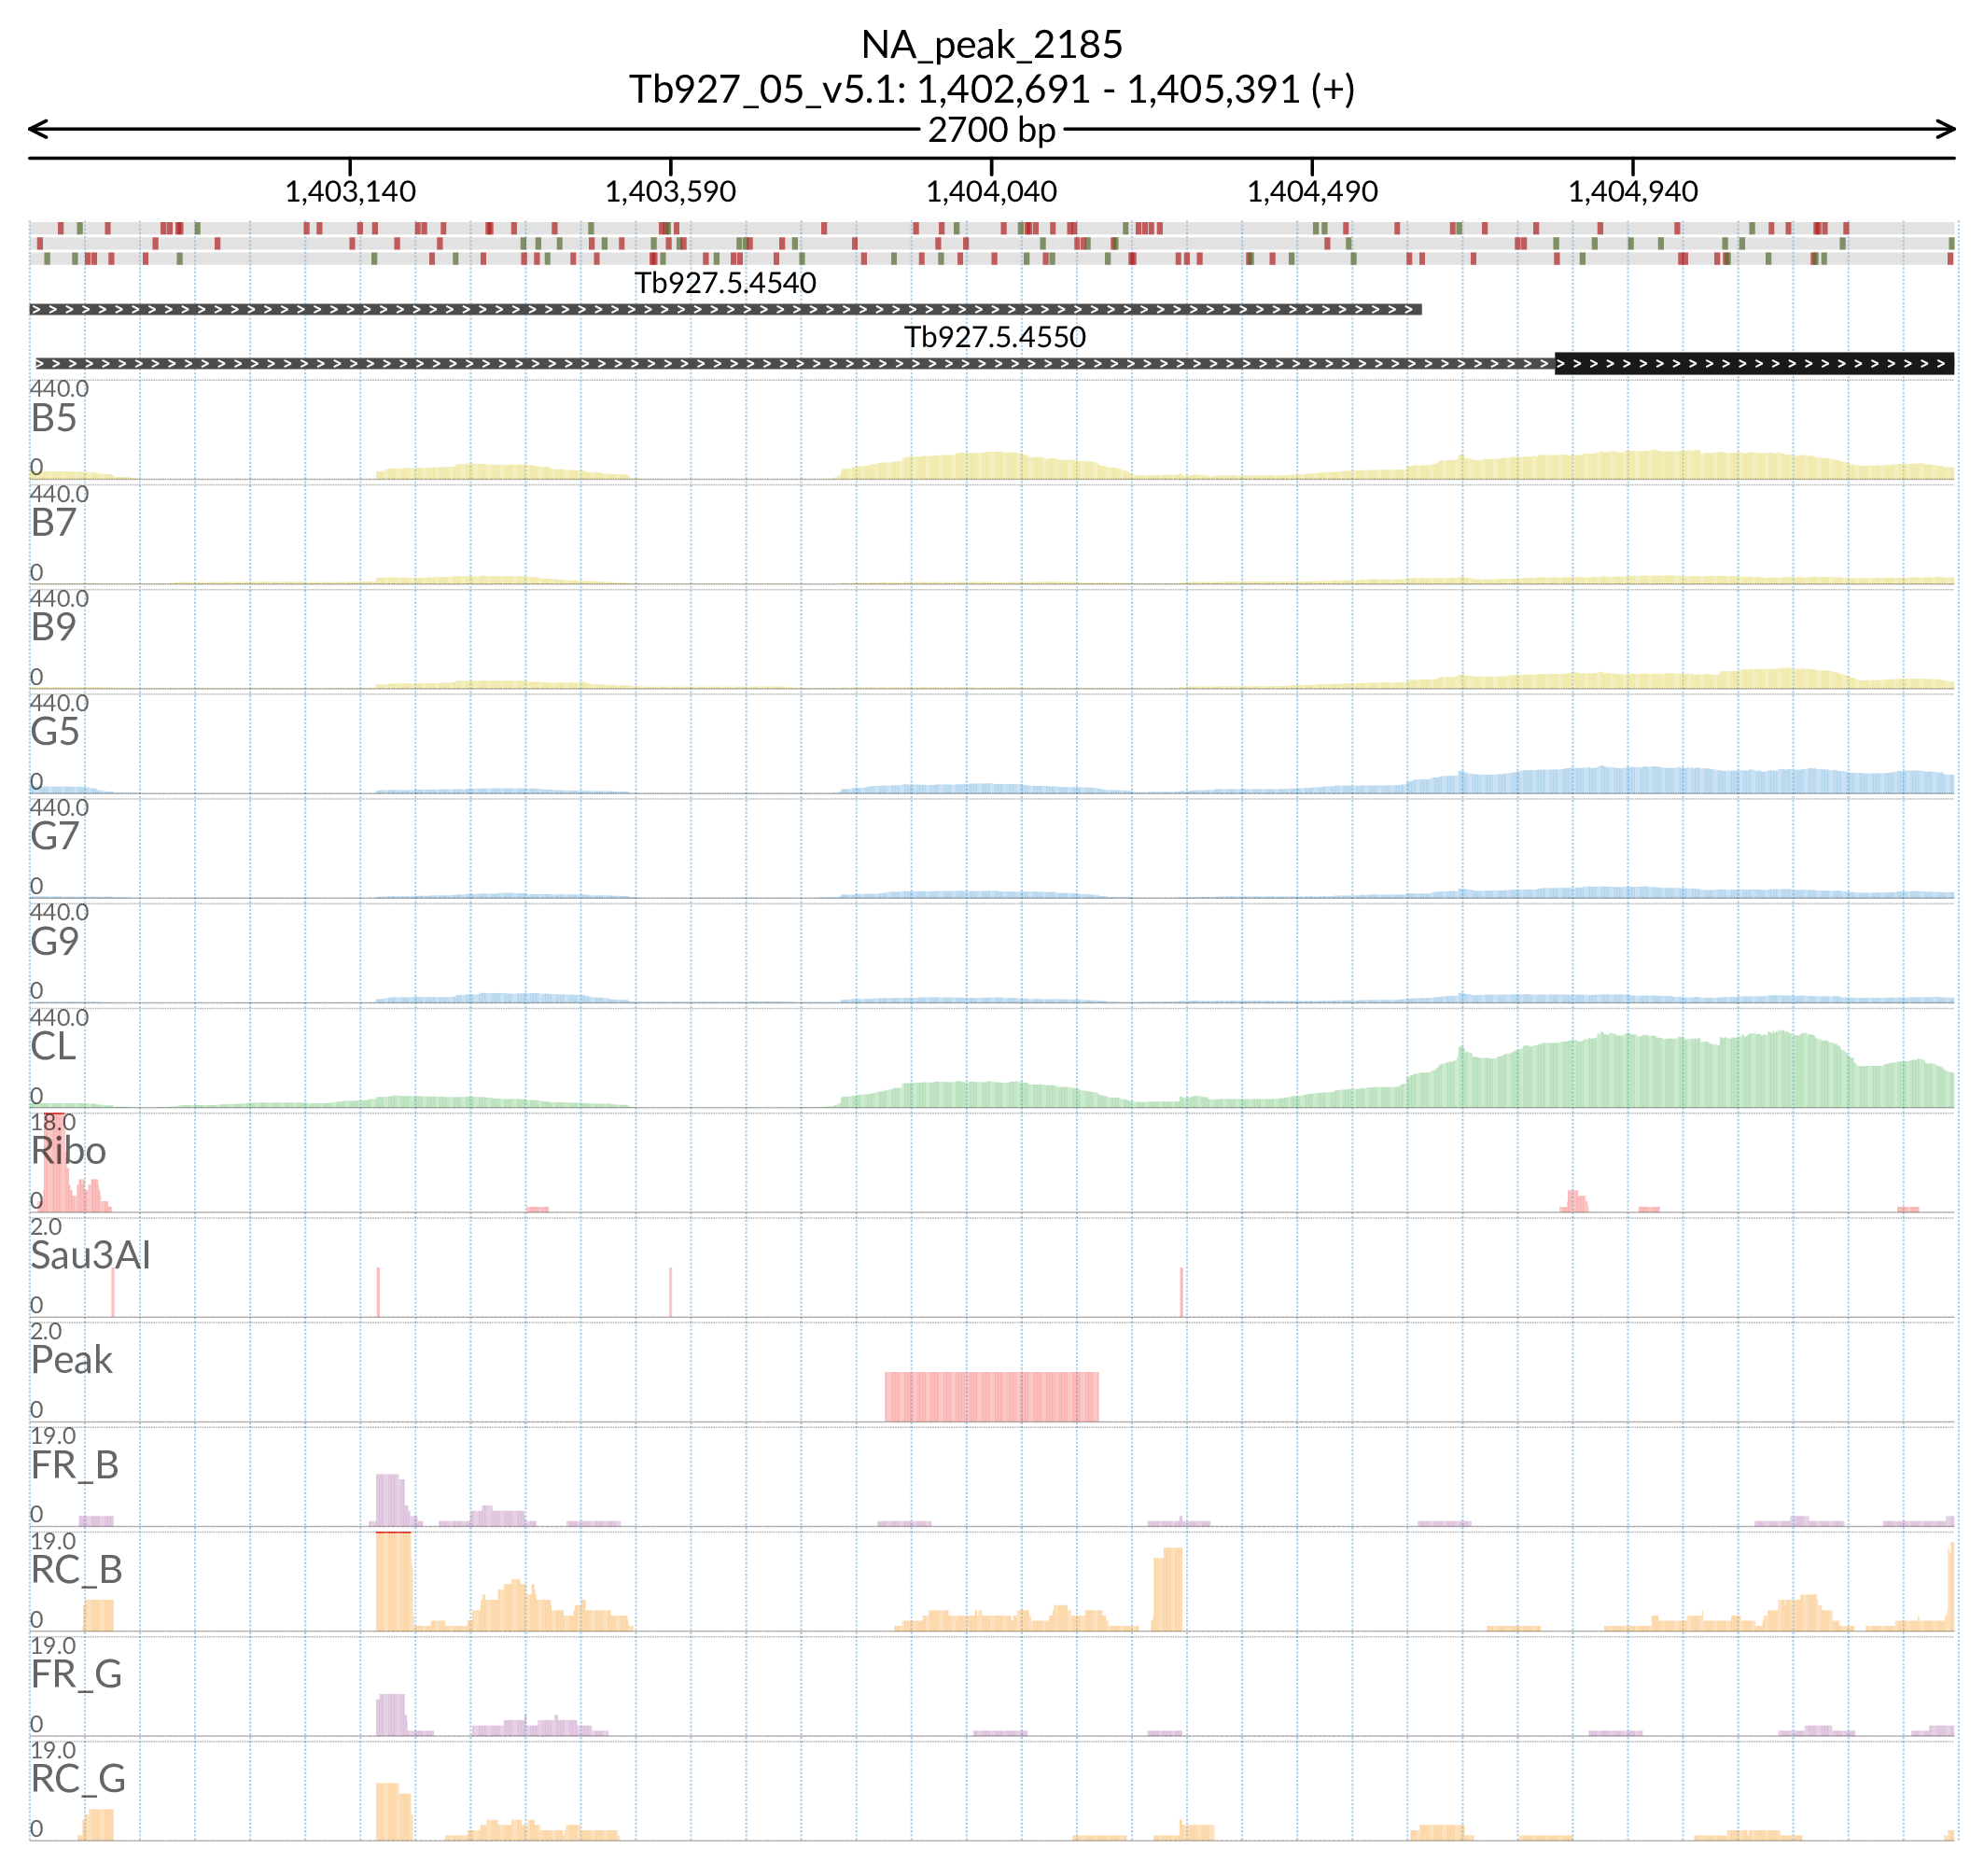 NA_peak_2185
Tb927_05_v5.1: 1,402,691 - 1,405,391 (+)
2700 bp
1,403,140 1,403,590 1,404,040 1,404,490 1,404,940
Tb927.5.4540
Tb927.5.4550
440.0
B5
0
440.0
B7
0
440.0
B9
0
440.0
G5
0
440.0
G7
0
440.0
G9
0
440.0
CL
0
18.0
Ribo
0
2.0
Sau3AI
0
2.0
Peak
0
19.0
FR_B
0
19.0
RC_B
0
19.0
FR_G
0
19.0
RC_G
0